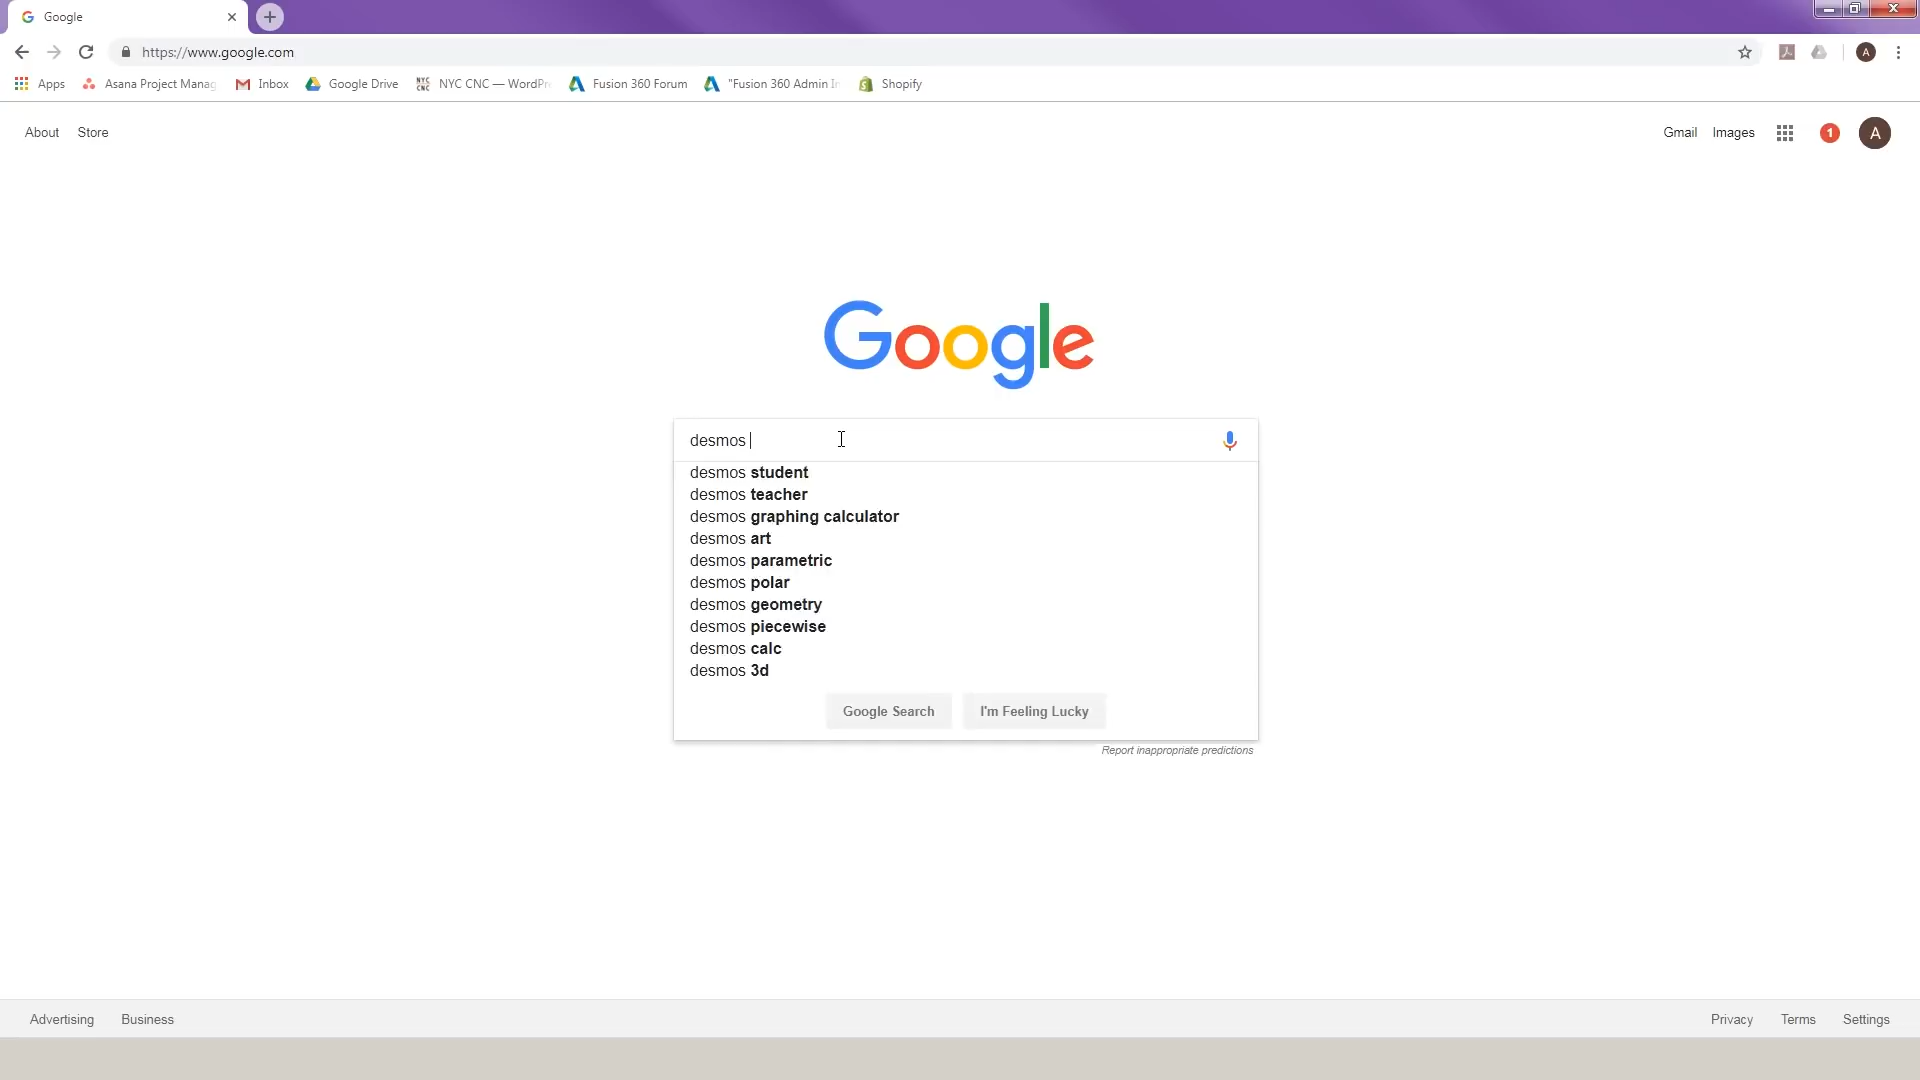 Google
https://www.google.com
Apps Asana Project Manag Inbox Google Drive NYC CNC NYC CNC — WordPr Fusion 360 Forum "Fusion 360 Admin In Shopify
A
About Store Gmail Images 1 A
Google
desmos
desmos student
desmos teacher
desmos graphing calculator
desmos art
desmos parametric
desmos polar
desmos geometry
desmos piecewise
desmos calc
desmos 3d
Google Search I'm Feeling Lucky
Report inappropriate predictions
Advertising Business Privacy Terms Settings